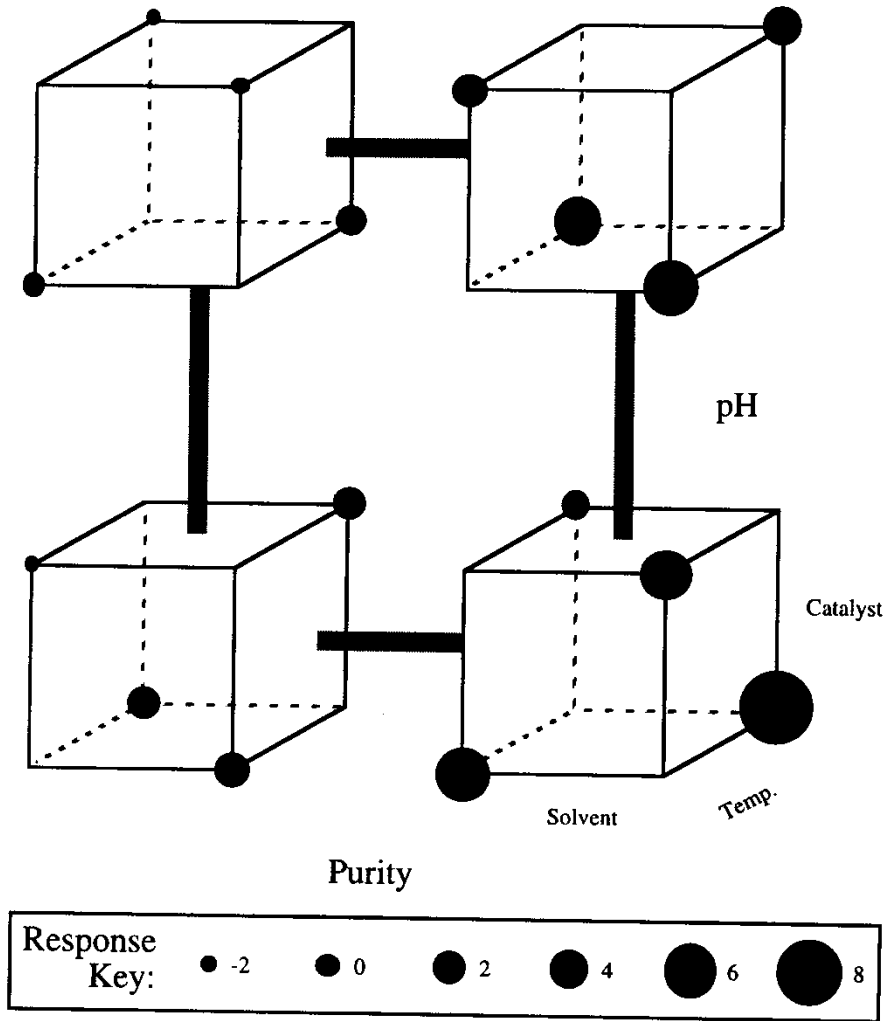 pH
Catalyst
Solvent
Temp.
Purity
Response
Key:
-2
0
2
4
6
8